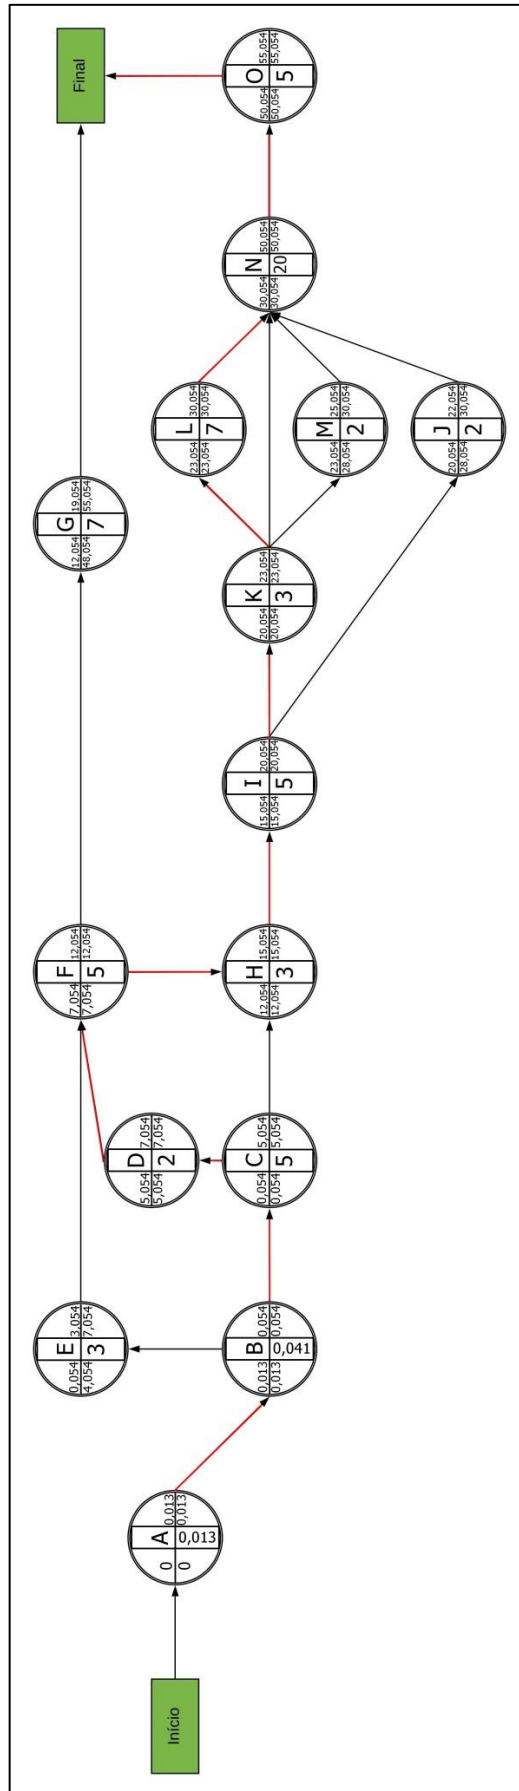 Início
0 A 0,013
0 0,013 0,013
0,013 B 0,054
0,013 0,041 0,054
0,054 E 3,054
4,054 3 7,054
0,054 C 5,054
0,054 5 5,054
5,054 D 7,054
5,054 2 7,054
7,054 F 12,054
7,054 5 12,054
12,054 H 15,054
12,054 3 15,054
15,054 I 20,054
15,054 5 20,054
20,054 K 23,054
20,054 3 23,054
12,054 G 19,054
48,054 7 55,054
23,054 L 30,054
23,054 7 30,054
23,054 M 25,054
28,054 2 30,054
20,054 J 22,054
28,054 2 30,054
30,054 N 50,054
30,054 20 50,054
50,054 O 55,054
50,054 5 55,054
Final